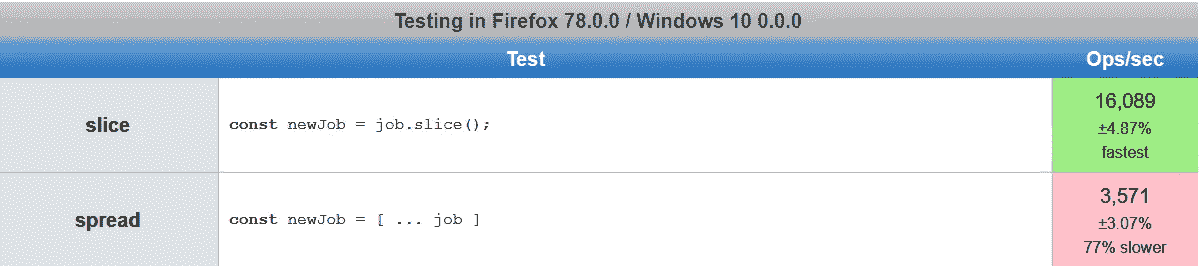 Testing in Firefox 78.0.0 / Windows 10 0.0.0
Test Ops/sec
slice const newJob = job.slice(); 16,089
±4.87%
fastest
spread const newJob = [ ... job ] 3,571
±3.07%
77% slower